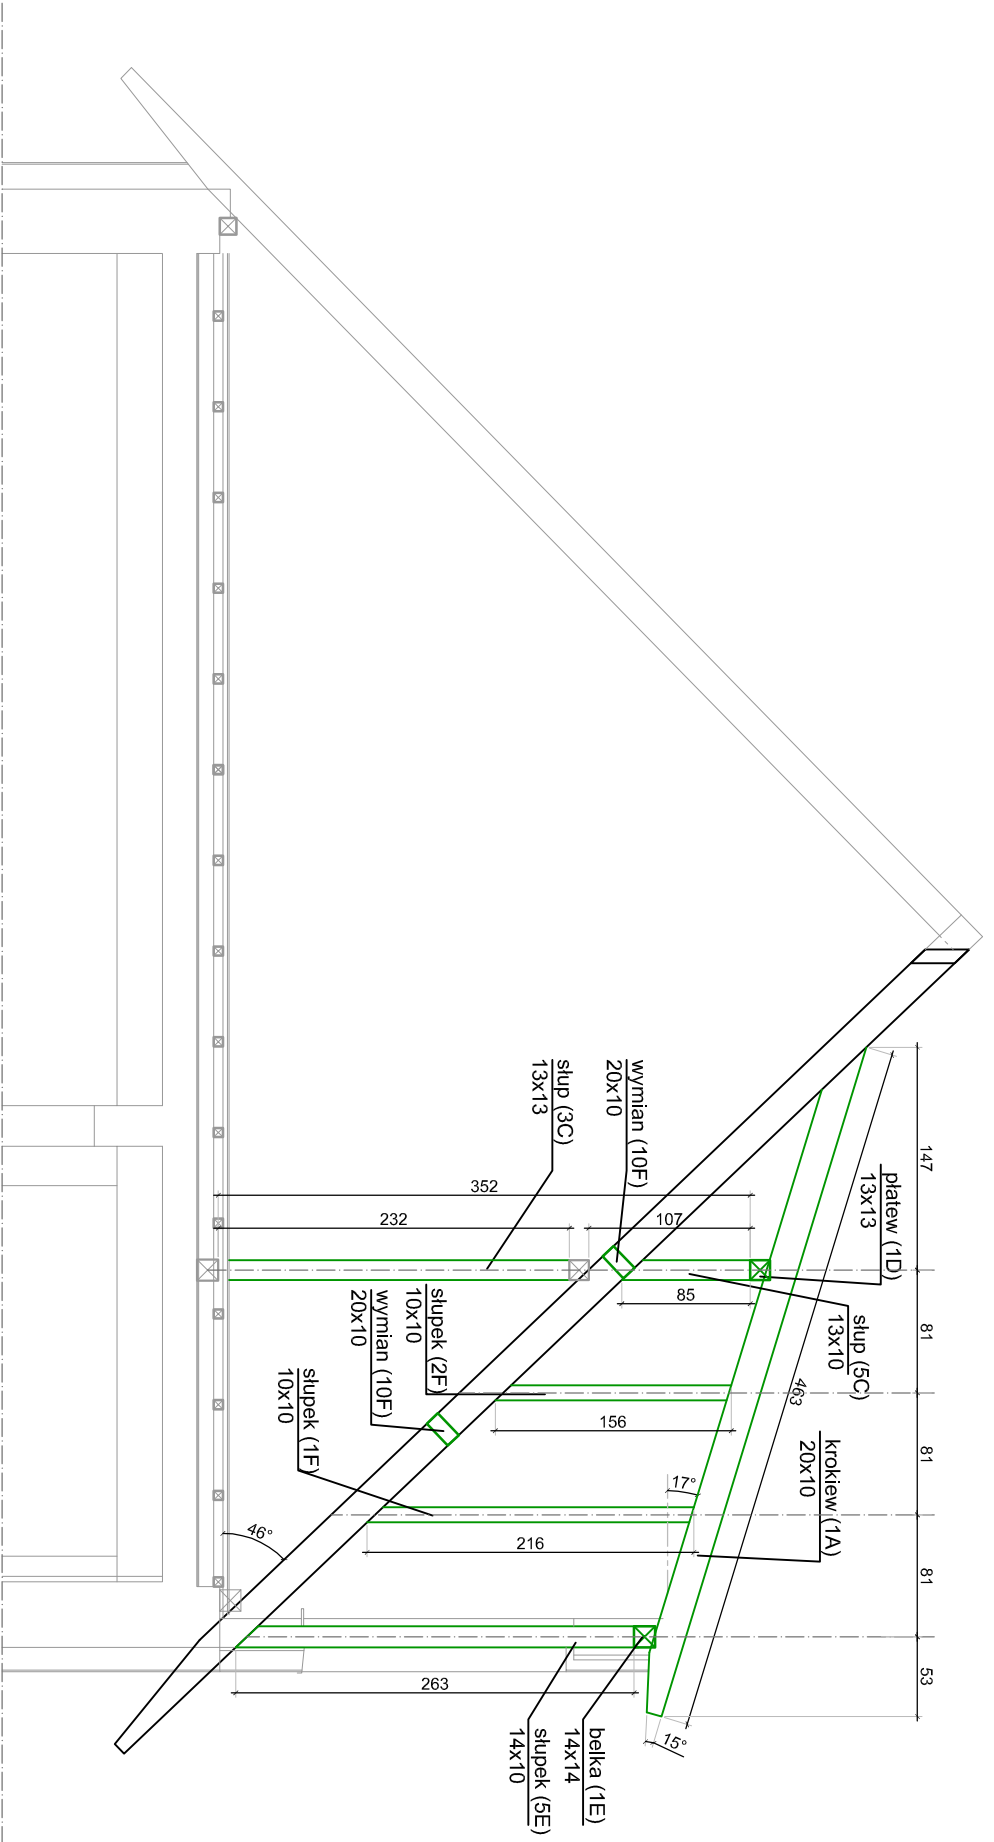 147
81
81
81
53
płatew (1D)
13x13
słup (5C)
13x10
463
krokiew (1A)
20x10
wymian (10F)
20x10
słup (3C)
13x13
352
232
107
85
słupek (2F)
10x10
wymian (10F)
20x10
156
17°
słupek (1F)
10x10
216
46°
263
15°
belka (1E)
14x14
słupek (5E)
14x10